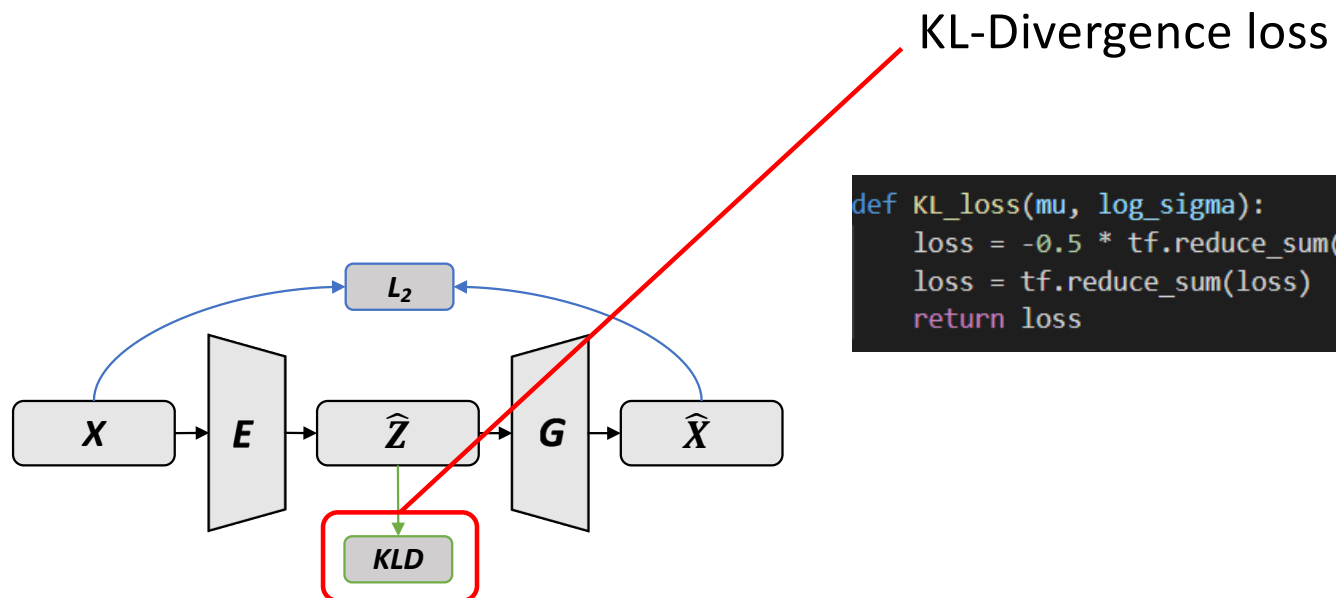 KL-Divergence loss
def KL_loss(mu, log_sigma):
loss = -0.5 * tf.reduce_sum(
loss = tf.reduce_sum(loss)
return loss
L2
X
E
Ẑ
G
X̂
KLD